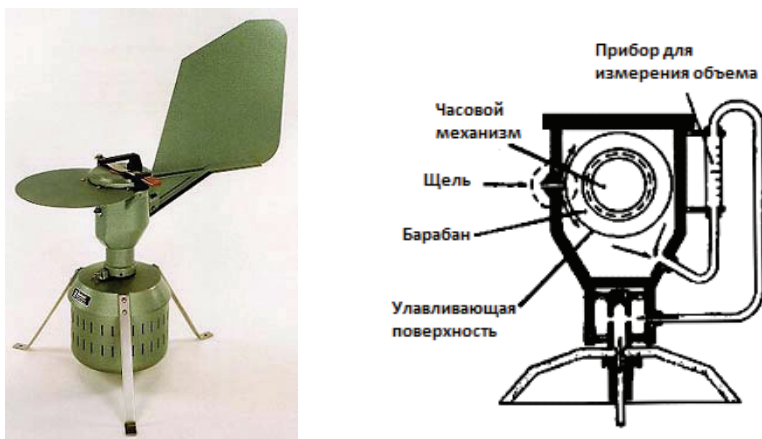 Прибор для
измерения объема
Часовой
механизм
Щель
Барабан
Улавливающая
поверхность